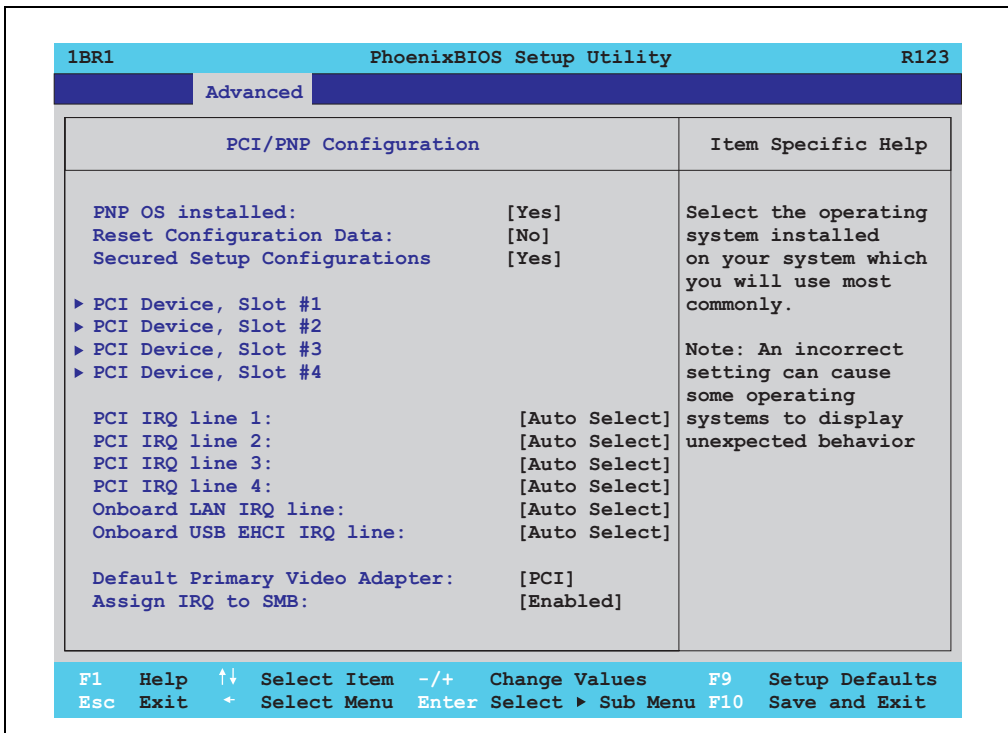 1BR1 PhoenixBIOS Setup Utility R123
Advanced
PCI/PNP Configuration
Item Specific Help
PNP OS installed: [Yes]
Reset Configuration Data: [No]
Secured Setup Configurations [Yes]
▶ PCI Device, Slot #1
▶ PCI Device, Slot #2
▶ PCI Device, Slot #3
▶ PCI Device, Slot #4
PCI IRQ line 1: [Auto Select]
PCI IRQ line 2: [Auto Select]
PCI IRQ line 3: [Auto Select]
PCI IRQ line 4: [Auto Select]
Onboard LAN IRQ line: [Auto Select]
Onboard USB EHCI IRQ line: [Auto Select]
Default Primary Video Adapter: [PCI]
Assign IRQ to SMB: [Enabled]
Select the operating
system installed
on your system which
you will use most
commonly.
Note: An incorrect
setting can cause
some operating
systems to display
unexpected behavior
F1 Help ↑↓ Select Item -/+ Change Values F9 Setup Defaults
Esc Exit ← Select Menu Enter Select ▶ Sub Menu F10 Save and Exit